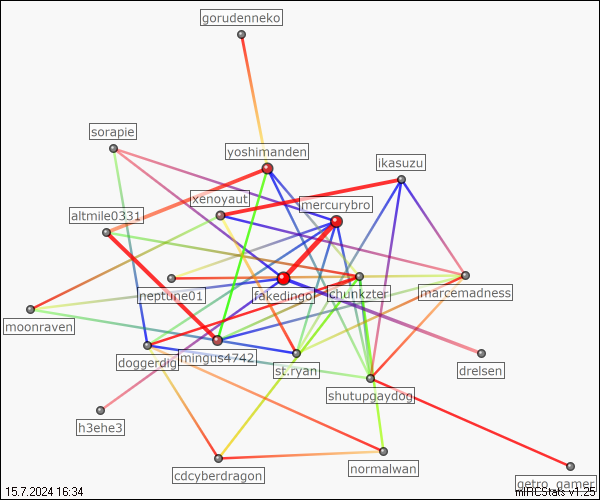 gorudenneko
sorapie
yoshimanden
ikasuzu
xenoyaut
mercurybro
altmile0331
neptune01
fakedingo
chunkzter
marcemadness
moonraven
doggerdig
mingus4742
st.ryan
drelsen
shutupgaydog
h3ehe3
cdcyberdragon
normalwan
getro_gamer
15.7.2024 16:34
mIRCStats v1.25